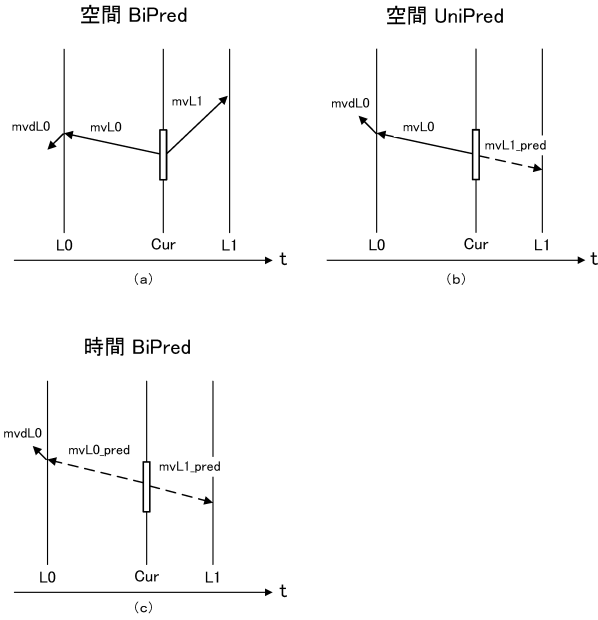 空間 BiPred
mvL1
mvdL0
mvL0
L0
Cur
L1
t
(a)
空間 UniPred
mvdL0
mvL0
mvL1_pred
L0
Cur
L1
t
(b)
時間 BiPred
mvdL0
mvL0_pred
mvL1_pred
L0
Cur
L1
t
(c)